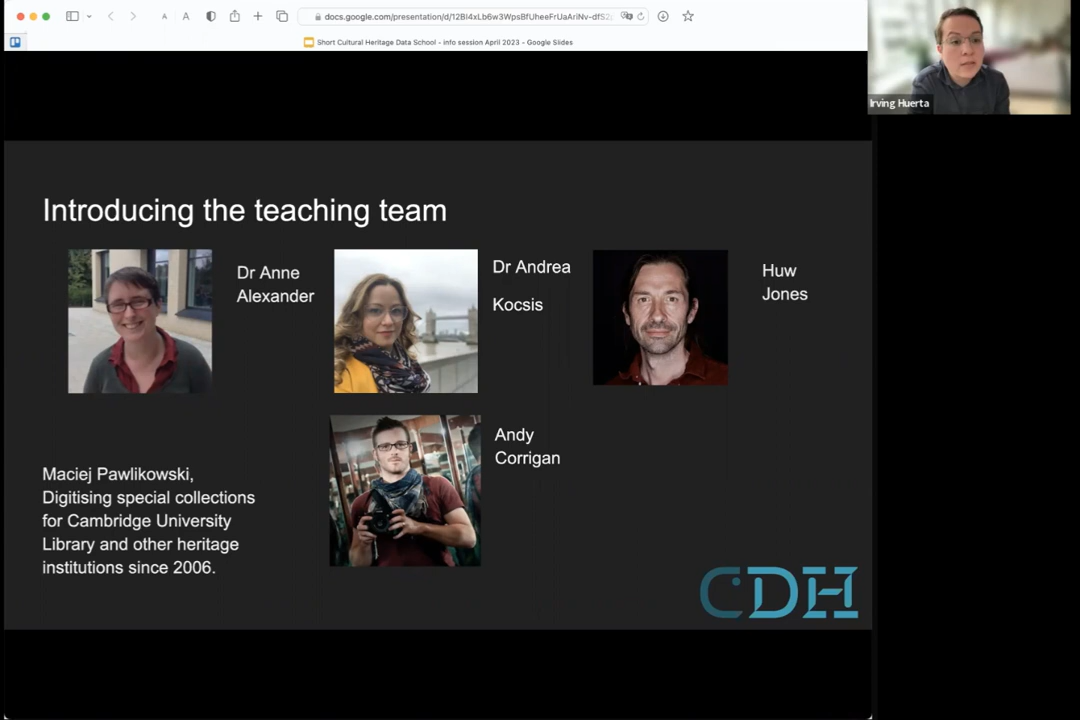 A A docs.google.com/presentation/d/12BI4xLb6w3WpsBfUheeFrUaAriNv-dfS2
Short Cultural Heritage Data School - info session April 2023 - Google Slides
Irving Huerta
Introducing the teaching team
Dr Anne
Alexander
Dr Andrea
Kocsis
Huw
Jones
Andy
Corrigan
Maciej Pawlikowski,
Digitising special collections
for Cambridge University
Library and other heritage
institutions since 2006.
CDH